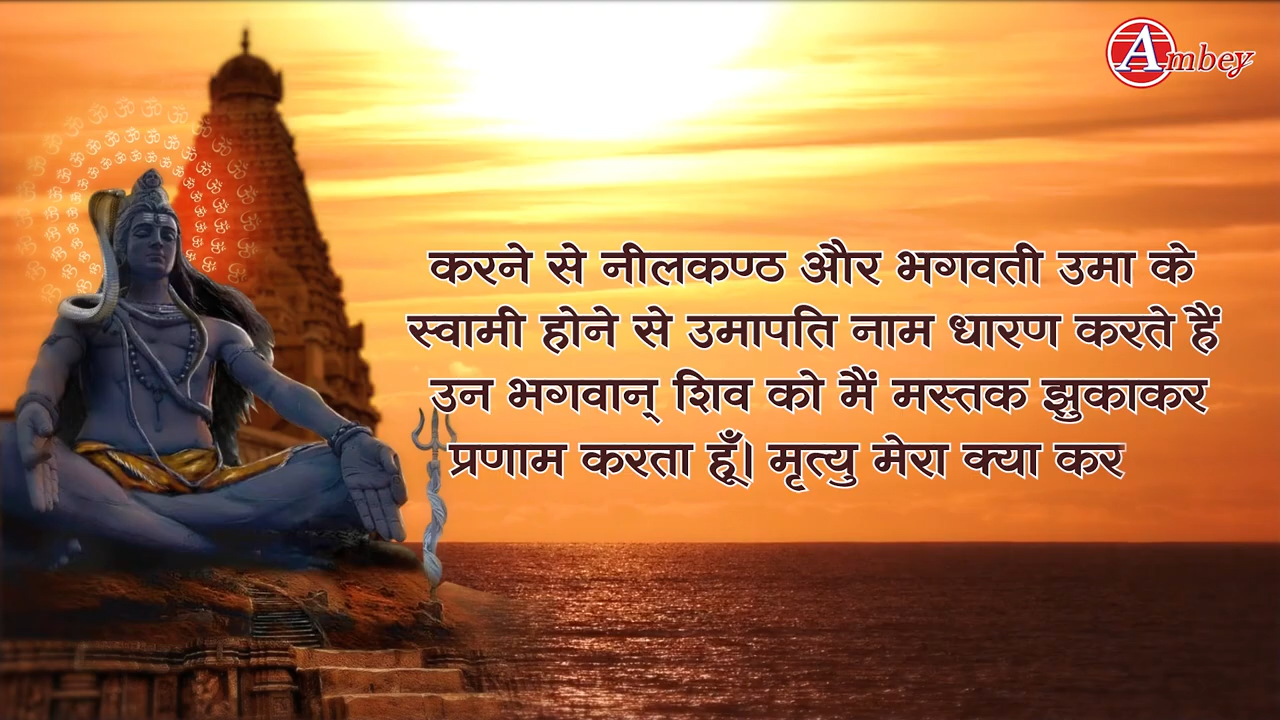 Ambey
करने से नीलकण्ठ और भगवती उमा के
स्वामी होने से उमापति नाम धारण करते हैं
उन भगवान् शिव को मैं मस्तक झुकाकर
प्रणाम करता हूँ। मृत्यु मेरा क्या कर